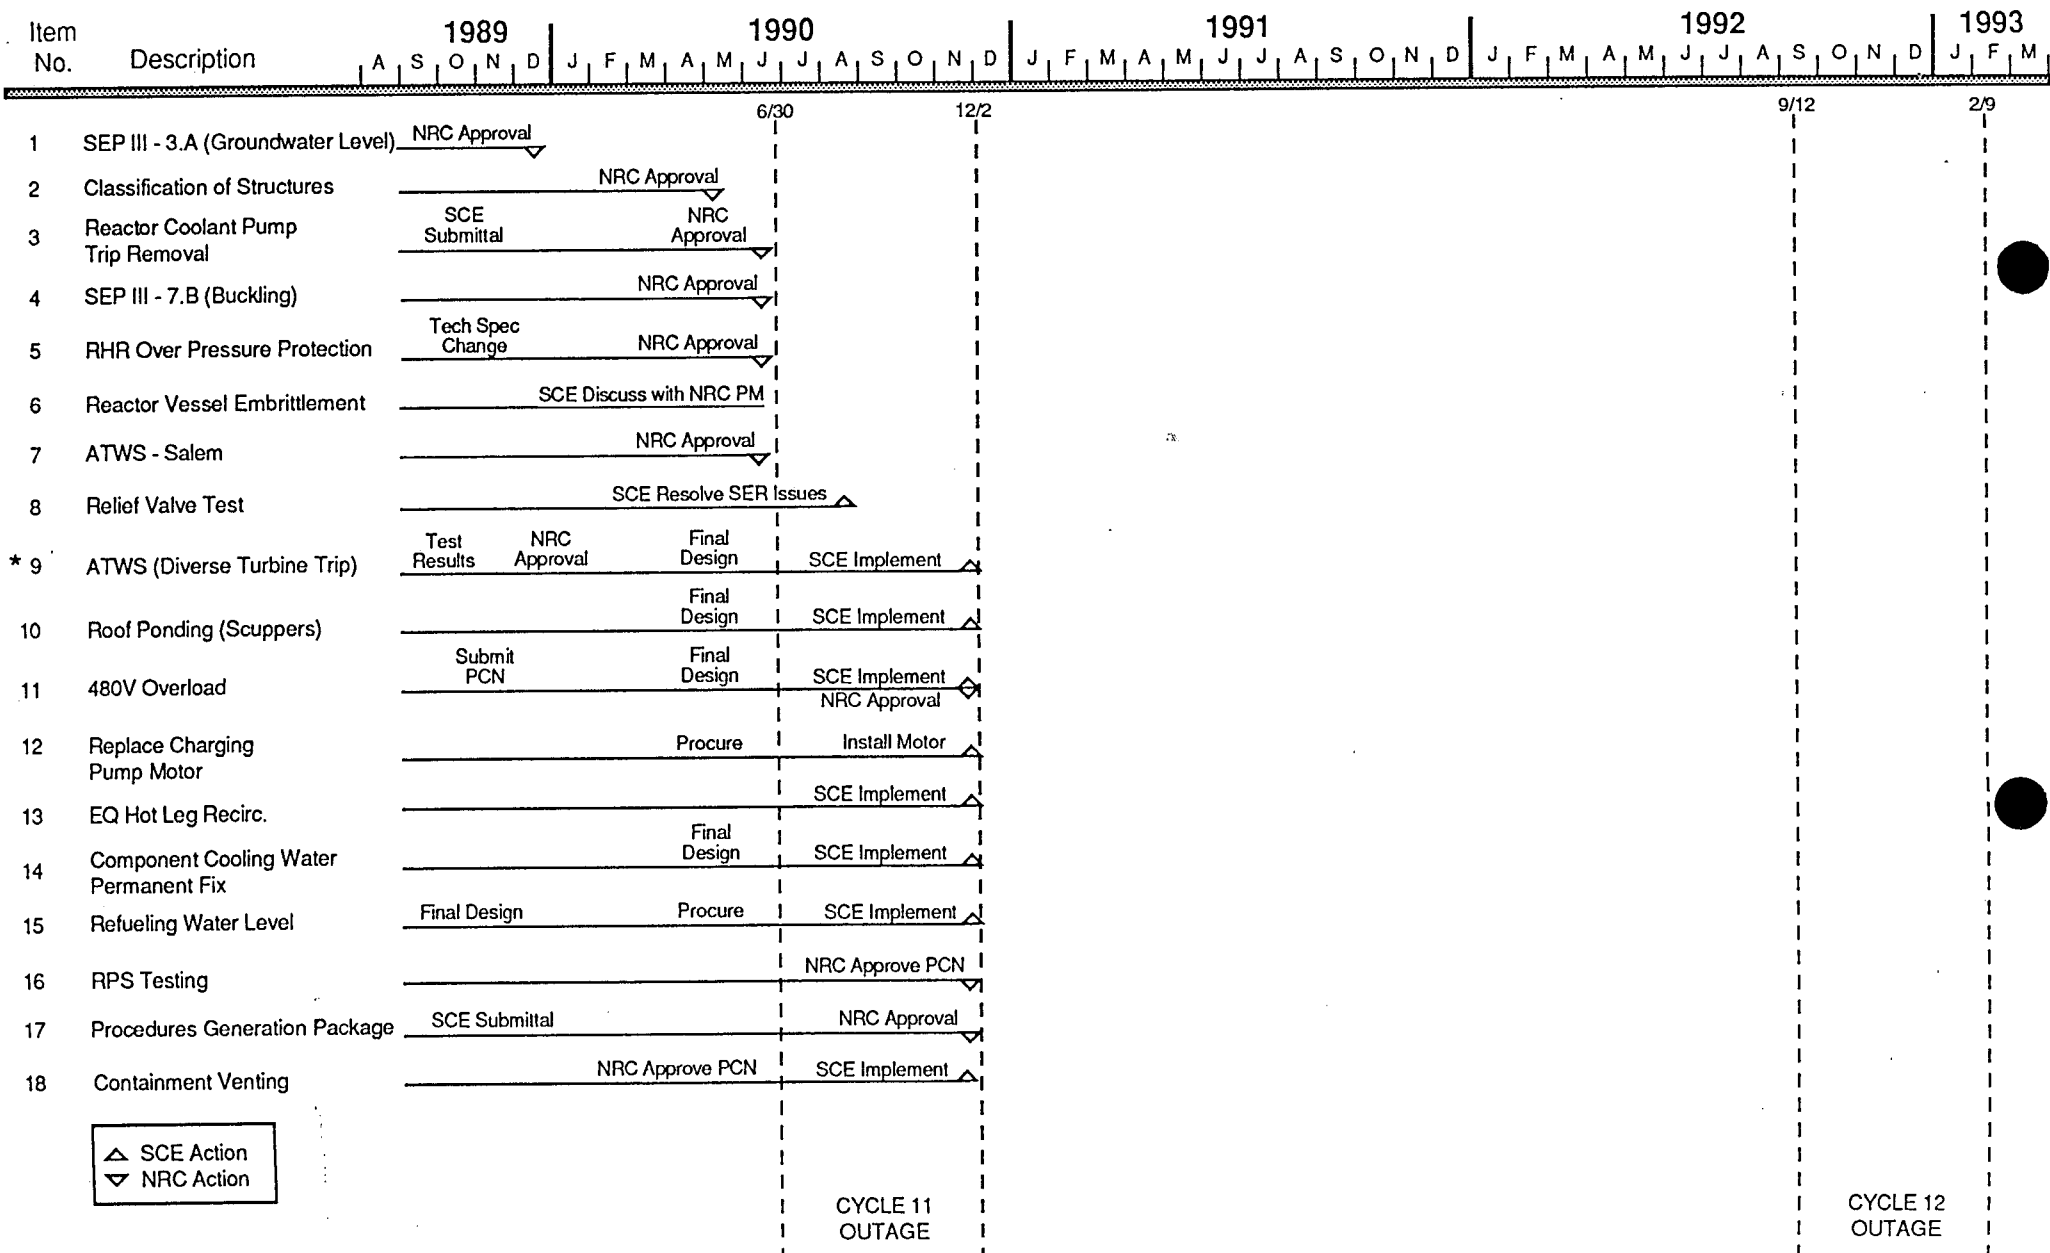 Item
No.
Description
1989
1990
1991
1992
1993
A S O N D J F M A M J J A S O N D J F M A M J J A S O N D J F M A M J J A S O N D J F M
6/30
12/2
9/12
2/9
1 SEP III - 3.A (Groundwater Level) NRC Approval
2 Classification of Structures NRC Approval
3 Reactor Coolant Pump
Trip Removal
SCE
Submittal
NRC
Approval
4 SEP III - 7.B (Buckling) NRC Approval
5 RHR Over Pressure Protection
Tech Spec
Change
NRC Approval
6 Reactor Vessel Embrittlement SCE Discuss with NRC PM
7 ATWS - Salem NRC Approval
8 Relief Valve Test SCE Resolve SER Issues
* 9 ATWS (Diverse Turbine Trip)
Test
Results
NRC
Approval
Final
Design
SCE Implement
10 Roof Ponding (Scuppers)
Final
Design
SCE Implement
11 480V Overload
Submit
PCN
Final
Design
SCE Implement
NRC Approval
12 Replace Charging
Pump Motor
Procure
Install Motor
13 EQ Hot Leg Recirc. SCE Implement
14 Component Cooling Water
Permanent Fix
Final
Design
SCE Implement
15 Refueling Water Level Final Design Procure SCE Implement
16 RPS Testing NRC Approve PCN
17 Procedures Generation Package SCE Submittal NRC Approval
18 Containment Venting NRC Approve PCN SCE Implement
△ SCE Action
▽ NRC Action
CYCLE 11
OUTAGE
CYCLE 12
OUTAGE